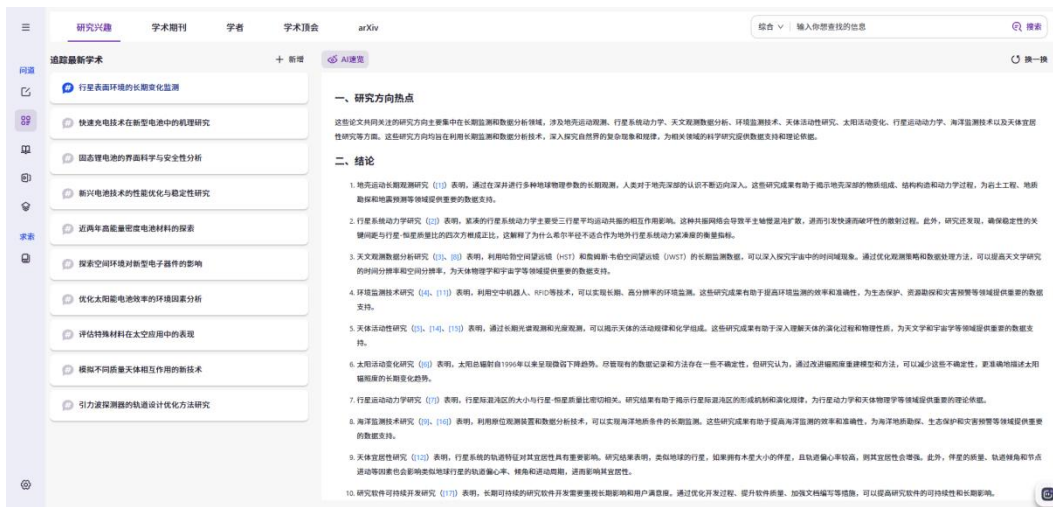 研究兴趣
学术期刊
学者
学术顶会
arXiv
综合
输入你想查找的信息
搜索
问道
求索
追踪最新学术
+ 新增
行星表面环境的长期变化监测
快速充电技术在新型电池中的机理研究
固态锂电池的界面科学与安全性分析
新兴电池技术的性能优化与稳定性研究
近两年高能量密度电池材料的探索
探索空间环境对新型电子器件的影响
优化太阳能电池效率的环境因素分析
评估特殊材料在太空应用中的表现
模拟不同质量天体相互作用的新技术
引力波探测器的轨道设计优化方法研究
AI速览
换一换
一、研究方向热点
这些论文共同关注的研究方向主要集中在长期监测和数据分析领域，涉及地壳运动观测、行星系统动力学、天文观测数据分析、环境监测技术、天体活动性研究、太阳活动变化、行星运动动力学、海洋监测技术以及天体宜居
性研究等方面。这些研究方向均旨在利用长期监测和数据分析技术，深入探究自然界的复杂现象和规律，为相关领域的科学研究提供数据支持和理论依据。
二、结论
1. 地壳运动长期观测研究（[1]）表明，通过在深井进行多种地球物理参数的长期观测，人类对于地壳深部的认识不断迈向深入。这些研究成果有助于揭示地壳深部的物质组成、结构构造和动力学过程，为岩土工程、地质
勘探和地震预测等领域提供重要的数据支持。
2. 行星系统动力学研究（[2]）表明，紧凑的行星系统动力学主要受三行星平均运动共振的相互作用影响。这种共振网络会导致半主轴慢混沌扩散，进而引发快速而破坏性的散射过程。此外，研究还发现，确保稳定性的关
键间距与行星-恒星质量比的四次方根成正比，这解释了为什么希尔半径不适合作为地外行星系统动力紧凑度的衡量指标。
3. 天文观测数据分析研究（[3]、[8]）表明，利用哈勃空间望远镜（HST）和詹姆斯·韦伯空间望远镜（JWST）的长期监测数据，可以深入探究宇宙中的时间域现象。通过优化观测策略和数据处理方法，可以提高天文学研究
的时间分辨率和空间分辨率，为天体物理学和宇宙学等领域提供重要的数据支持。
4. 环境监测技术研究（[4]、[11]）表明，利用空中机器人、RFID等技术，可以实现长期、高分辨率的环境监测。这些研究成果有助于提高环境监测的效率和准确性，为生态保护、资源勘探和灾害预警等领域提供重要的数据
支持。
5. 天体活动性研究（[5]、[14]、[15]）表明，通过长期光谱观测和光度观测，可以揭示天体的活动规律和化学组成。这些研究成果有助于深入理解天体的演化过程和物理性质，为天文学和宇宙学等领域提供重要的数据支
持。
6. 太阳活动变化研究（[6]）表明，太阳总辐射自1996年以来呈现微弱下降趋势。尽管现有的数据记录和方法存在一些不确定性，但研究认为，通过改进辐照度重建模型和方法，可以减少这些不确定性，更准确地描述太阳
辐照度的长期变化趋势。
7. 行星运动动力学研究（[7]）表明，行星际混沌区的大小与行星-恒星质量比密切相关。研究结果有助于揭示行星际混沌区的形成机制和演化规律，为行星动力学和天体物理学等领域提供重要的理论依据。
8. 海洋监测技术研究（[9]、[16]）表明，利用原位观测装置和数据分析技术，可以实现海洋地质条件的长期监测。这些研究成果有助于提高海洋监测的效率和准确性，为海洋地质勘探、生态保护和灾害预警等领域提供重要
的数据支持。
9. 天体宜居性研究（[12]）表明，行星系统的轨道特征对其宜居性具有重要影响。研究结果表明，类似地球的行星，如果拥有木星大小的伴星，且轨道偏心率较高，则其宜居性会增强。此外，伴星的质量、轨道倾角和节点
进动等因素也会影响类似地球行星的轨道偏心率、倾角和进动周期，进而影响其宜居性。
10. 研究软件可持续开发研究（[17]）表明，长期可持续的研究软件开发需要重视长期影响和用户满意度。通过优化开发过程、提升软件质量、加强文档编写等措施，可以提高研究软件的可持续性和长期影响。